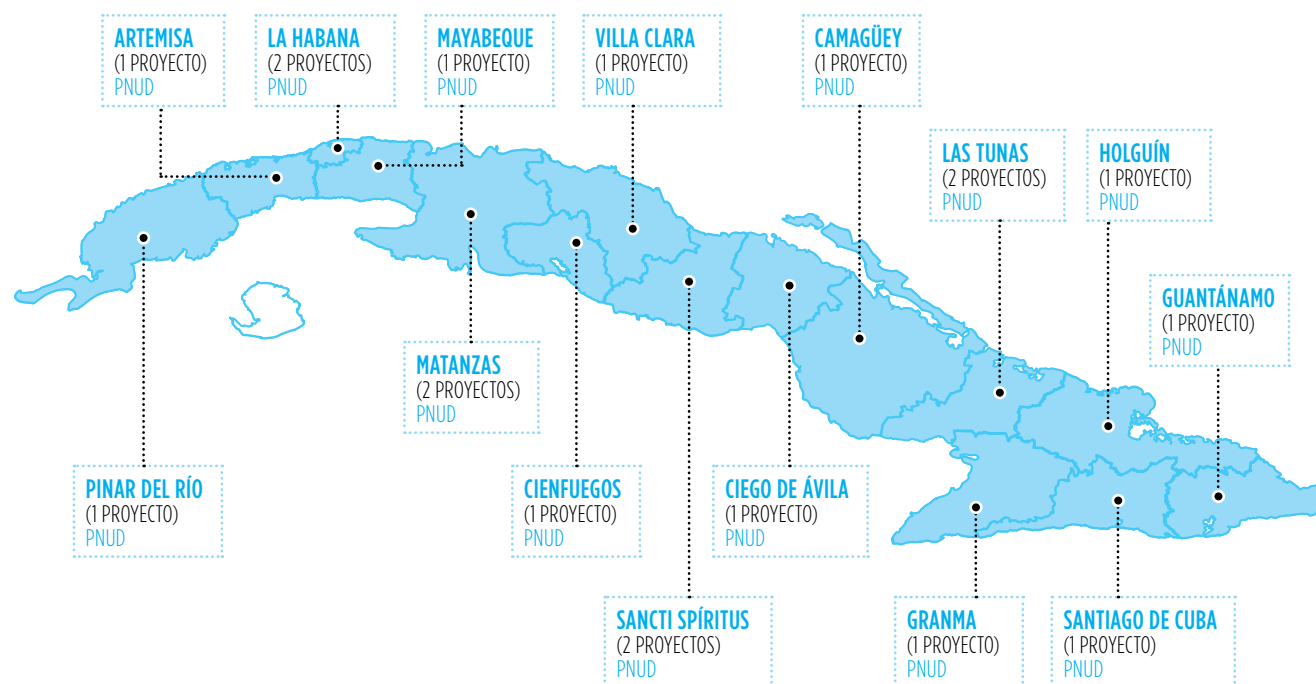 ARTEMISA
(1 PROYECTO)
PNUD
LA HABANA
(2 PROYECTOS)
PNUD
MAYABEQUE
(1 PROYECTO)
PNUD
VILLA CLARA
(1 PROYECTO)
PNUD
CAMAGÜEY
(1 PROYECTO)
PNUD
LAS TUNAS
(2 PROYECTOS)
PNUD
HOLGUÍN
(1 PROYECTO)
PNUD
GUANTÁNAMO
(1 PROYECTO)
PNUD
MATANZAS
(2 PROYECTOS)
PNUD
PINAR DEL RÍO
(1 PROYECTO)
PNUD
CIENFUEGOS
(1 PROYECTO)
PNUD
CIEGO DE ÁVILA
(1 PROYECTO)
PNUD
SANCTI SPÍRITUS
(2 PROYECTOS)
PNUD
GRANMA
(1 PROYECTO)
PNUD
SANTIAGO DE CUBA
(1 PROYECTO)
PNUD